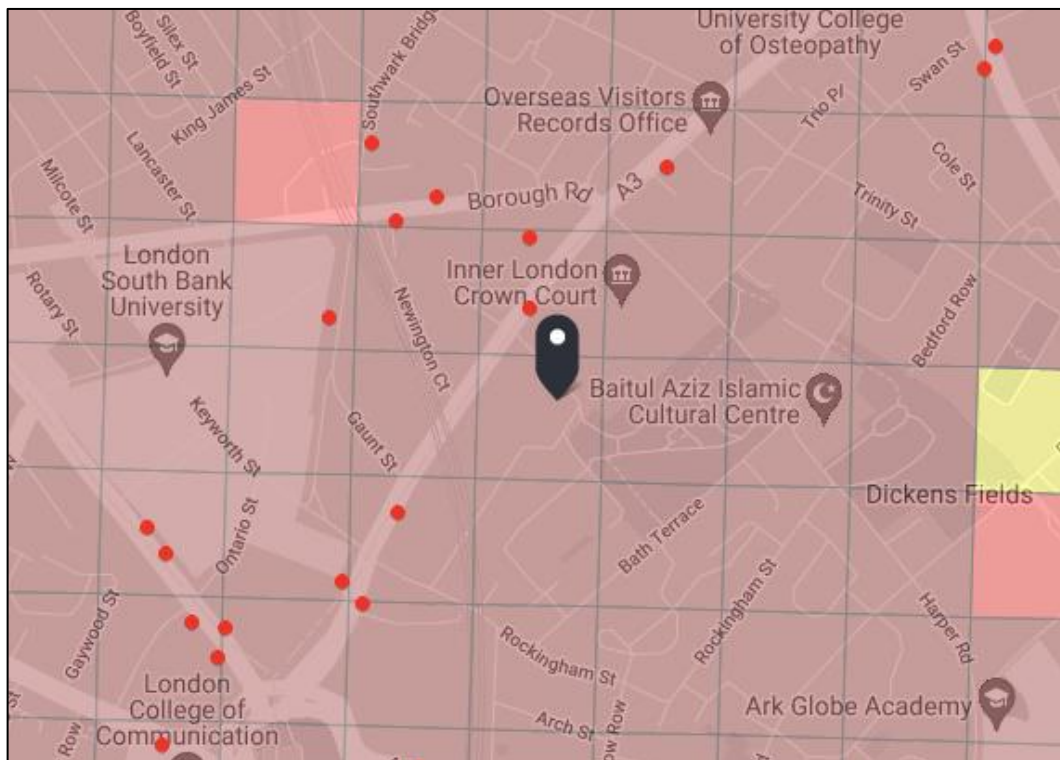 University College
of Osteopathy
Silex St
Boyfield St
Southwark Bridg
King James St
Swan St
Overseas Visitors
Records Office
Trio Pl
Lancaster St
Milcote St
Cole St
Borough Rd
A3
Trinity St
London
South Bank
University
Inner London
Crown Court
Rotary St
Newington Ct
Bedford Row
Baitul Aziz Islamic
Cultural Centre
Keyworth St
Gaunt St
Dickens Fields
Ontario St
Bath Terrace
Gaywood St
Rockingham St
Rockingham St
Harper Rd
London
College of
Communication
Ark Globe Academy
Arch St
Row
ow Row
St